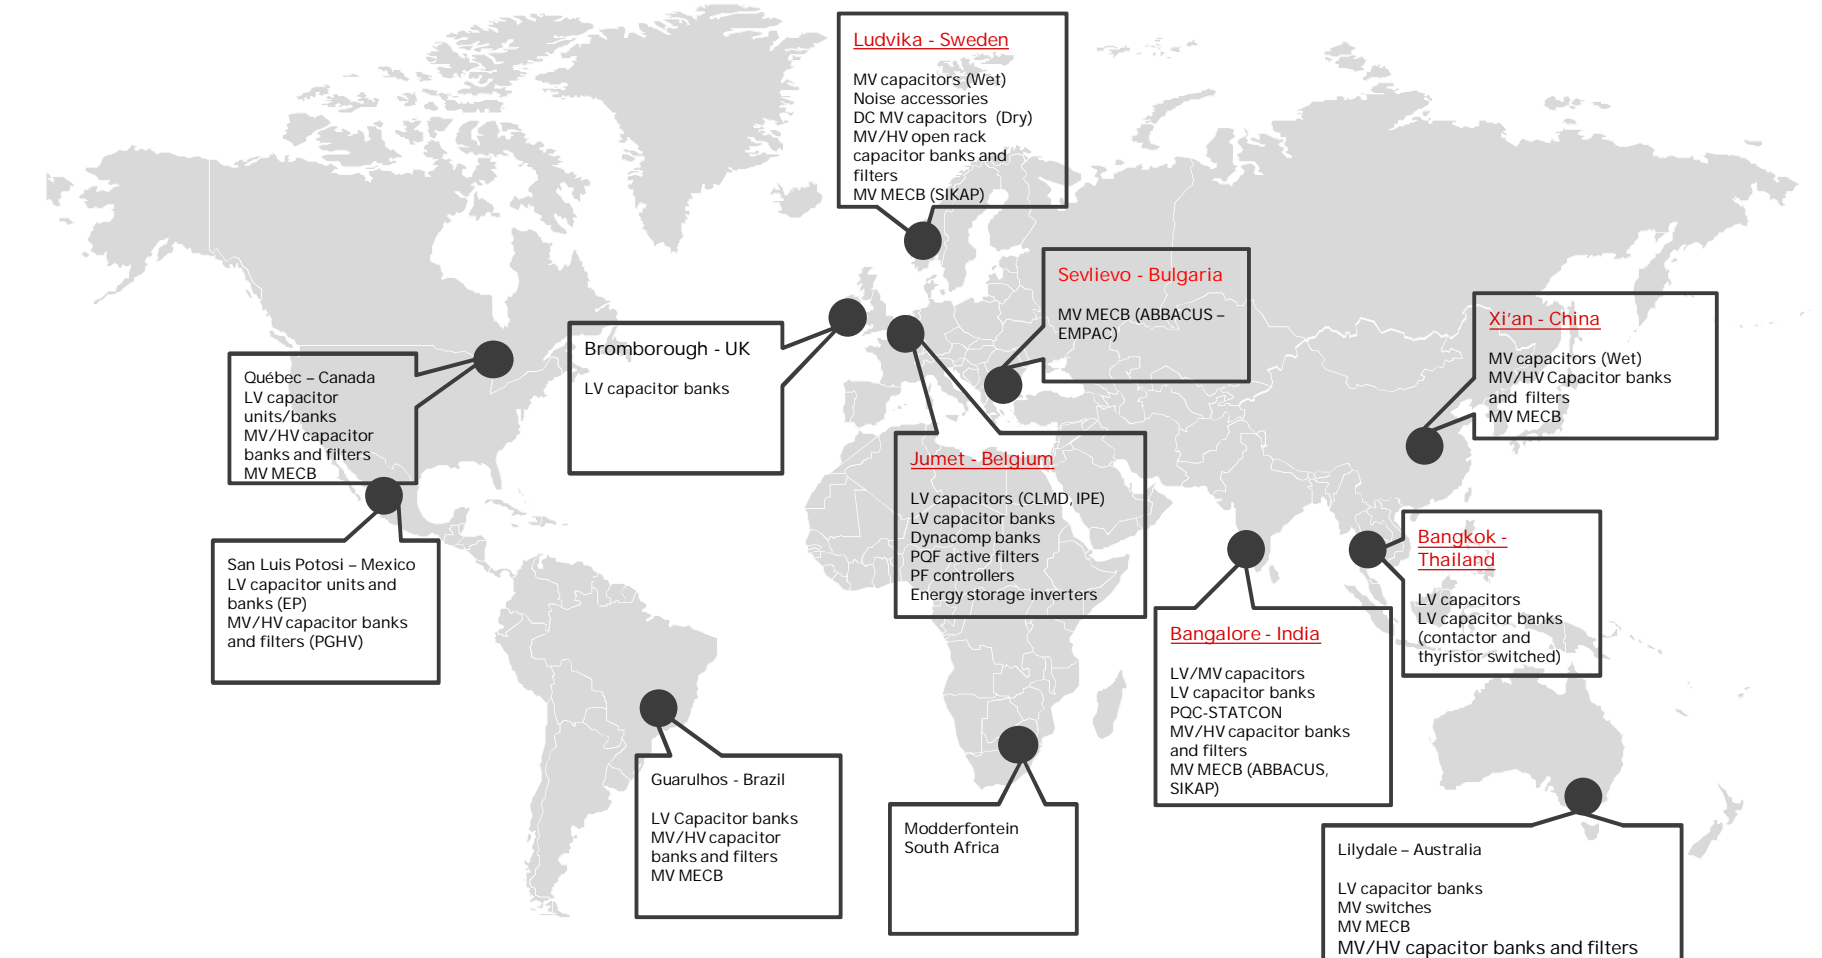 Ludvika - Sweden
MV capacitors (Wet)
Noise accessories
DC MV capacitors (Dry)
MV/HV open rack
capacitor banks and
filters
MV MECB (SIKAP)
Sevlievo - Bulgaria
MV MECB (ABBACUS –
EMPAC)
Xi’an - China
MV capacitors (Wet)
MV/HV Capacitor banks
and filters
MV MECB
Bromborough - UK
LV capacitor banks
Québec – Canada
LV capacitor
units/banks
MV/HV capacitor
banks and filters
MV MECB
Jumet - Belgium
LV capacitors (CLMD, IPE)
LV capacitor banks
Dynacomp banks
PQF active filters
PF controllers
Energy storage inverters
Bangkok -
Thailand
LV capacitors
LV capacitor banks
(contactor and
thyristor switched)
San Luis Potosi – Mexico
LV capacitor units and
banks (EP)
MV/HV capacitor banks
and filters (PGHV)
Bangalore - India
LV/MV capacitors
LV capacitor banks
PQC-STATCON
MV/HV capacitor banks
and filters
MV MECB (ABBACUS,
SIKAP)
Guarulhos - Brazil
LV Capacitor banks
MV/HV capacitor
banks and filters
MV MECB
Modderfontein
South Africa
Lilydale – Australia
LV capacitor banks
MV switches
MV MECB
MV/HV capacitor banks and filters